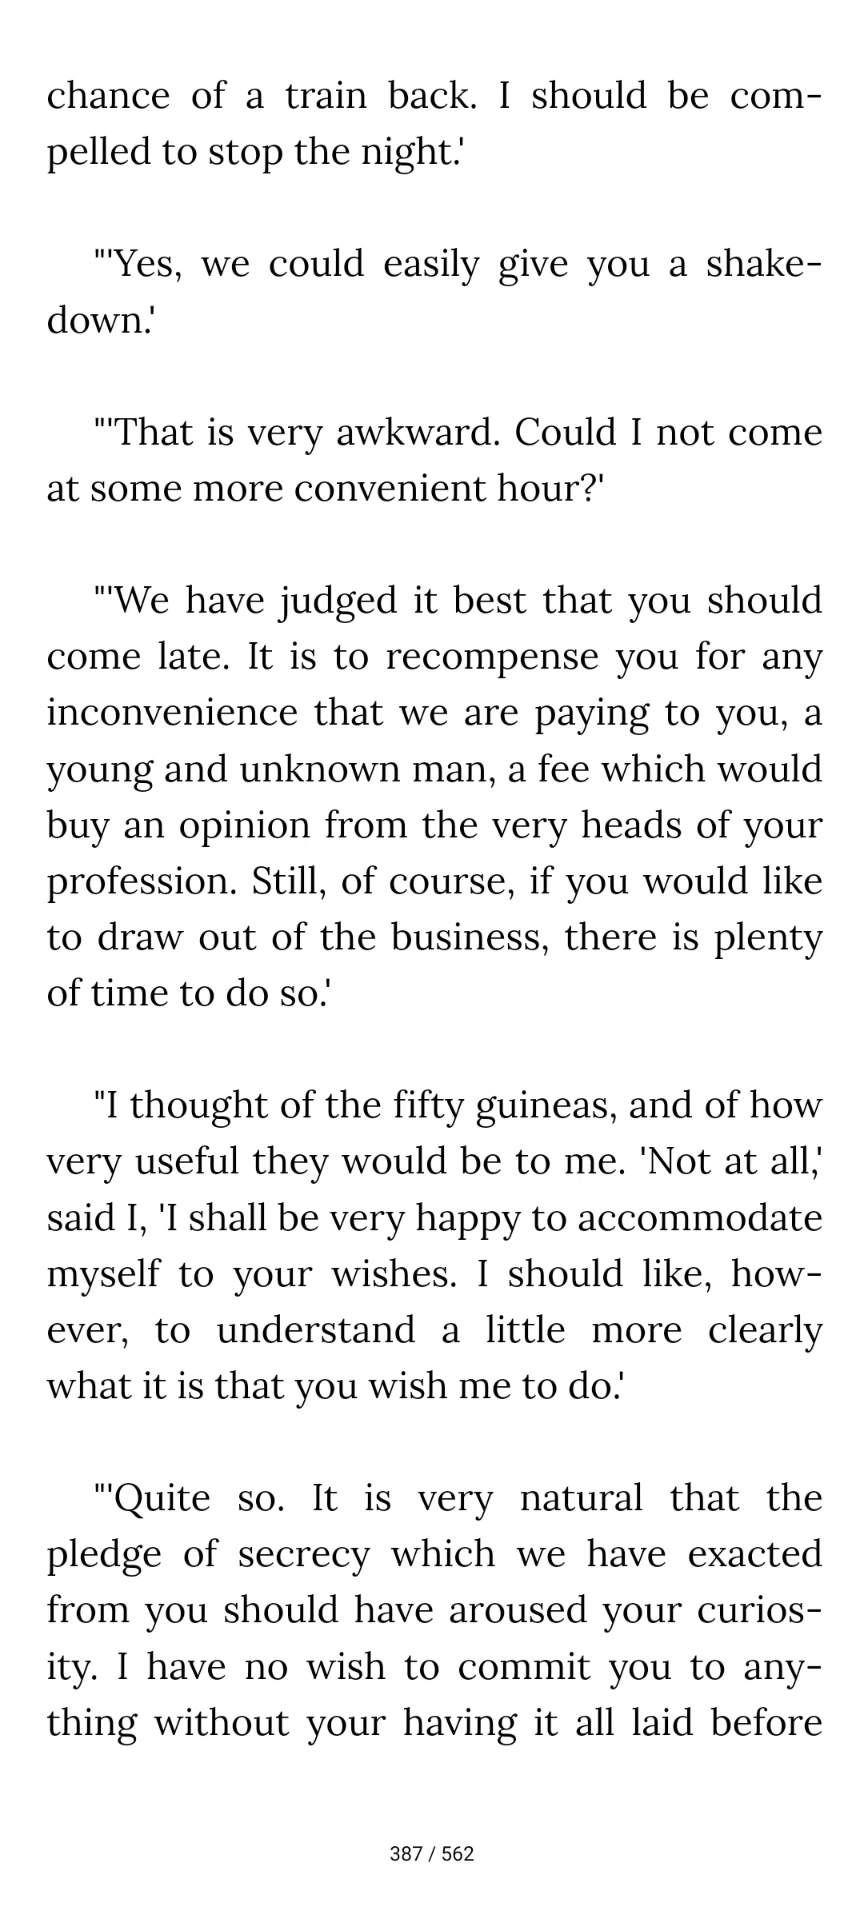 chance of a train back. I should be com-
pelled to stop the night.'
"'Yes, we could easily give you a shake-
down.'
"'That is very awkward. Could I not come
at some more convenient hour?'
"'We have judged it best that you should
come late. It is to recompense you for any
inconvenience that we are paying to you, a
young and unknown man, a fee which would
buy an opinion from the very heads of your
profession. Still, of course, if you would like
to draw out of the business, there is plenty
of time to do so.'
"I thought of the fifty guineas, and of how
very useful they would be to me. 'Not at all,'
said I, 'I shall be very happy to accommodate
myself to your wishes. I should like, how-
ever, to understand a little more clearly
what it is that you wish me to do.'
"'Quite so. It is very natural that the
pledge of secrecy which we have exacted
from you should have aroused your curios-
ity. I have no wish to commit you to any-
thing without your having it all laid before
387 / 562